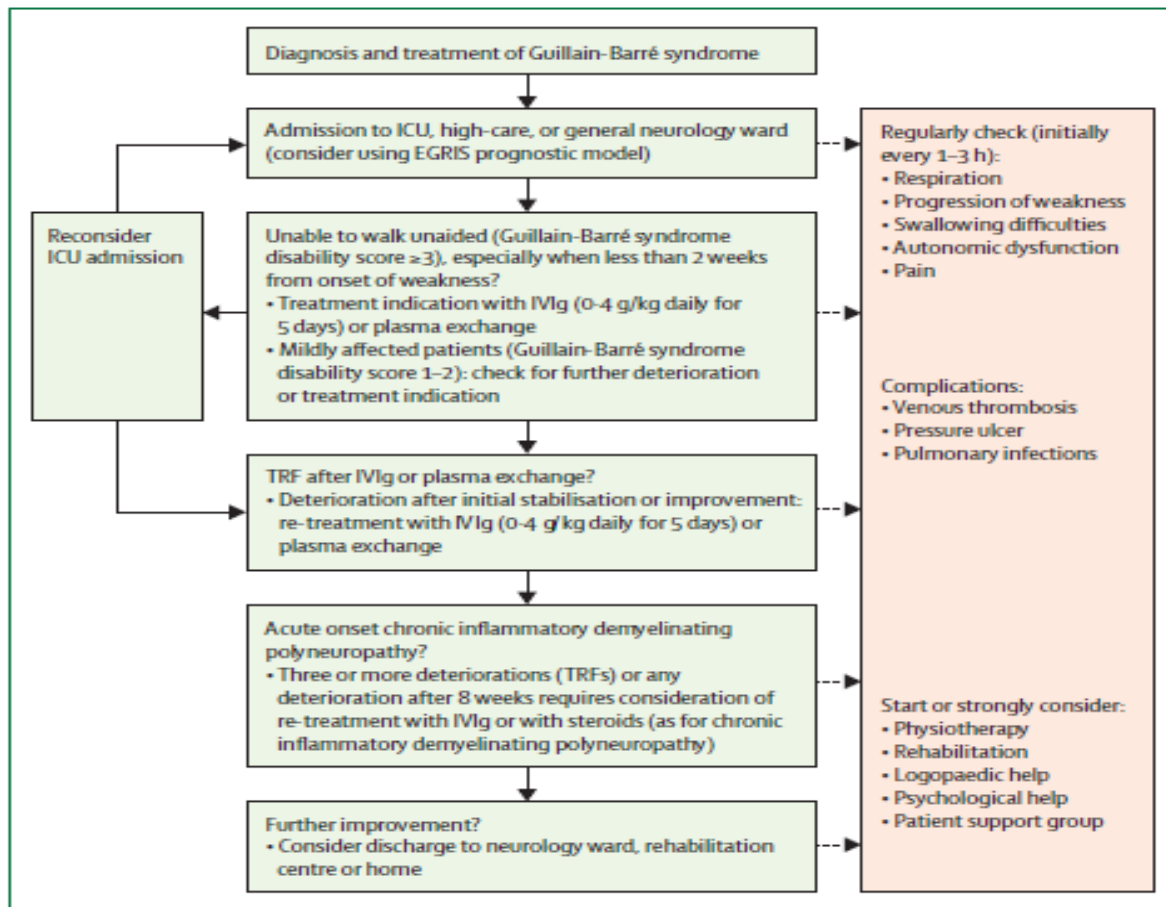 Diagnosis and treatment of Guillain-Barré syndrome
Admission to ICU, high-care, or general neurology ward
(consider using EGRIS prognostic model)
Reconsider
ICU admission
Unable to walk unaided (Guillain-Barré syndrome
disability score ≥3), especially when less than 2 weeks
from onset of weakness?
• Treatment indication with IVIg (0·4 g/kg daily for
5 days) or plasma exchange
• Mildly affected patients (Guillain-Barré syndrome
disability score 1–2): check for further deterioration
or treatment indication
TRF after IVIg or plasma exchange?
• Deterioration after initial stabilisation or improvement:
re-treatment with IVIg (0·4 g/kg daily for 5 days) or
plasma exchange
Acute onset chronic inflammatory demyelinating
polyneuropathy?
• Three or more deteriorations (TRFs) or any
deterioration after 8 weeks requires consideration of
re-treatment with IVIg or with steroids (as for chronic
inflammatory demyelinating polyneuropathy)
Further improvement?
• Consider discharge to neurology ward, rehabilitation
centre or home
Regularly check (initially
every 1–3 h):
• Respiration
• Progression of weakness
• Swallowing difficulties
• Autonomic dysfunction
• Pain
Complications:
• Venous thrombosis
• Pressure ulcer
• Pulmonary infections
Start or strongly consider:
• Physiotherapy
• Rehabilitation
• Logopaedic help
• Psychological help
• Patient support group